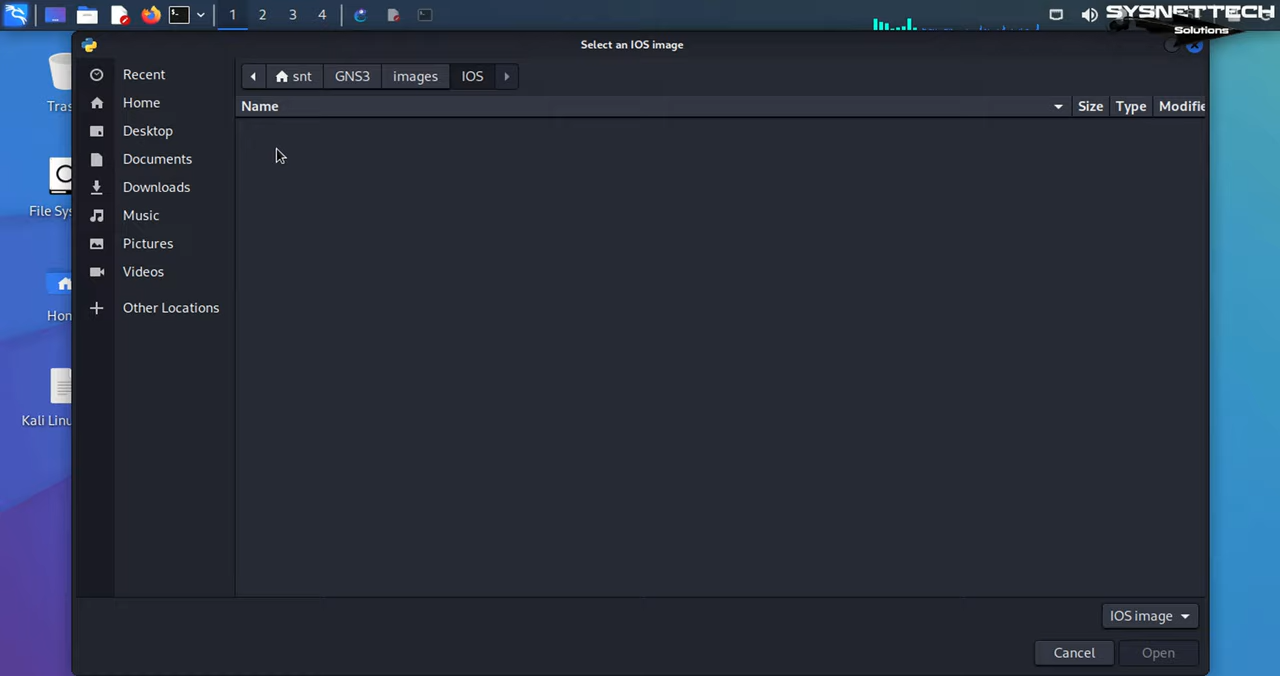 1 2 3 4
SYSNETTECH
Solutions
Select an IOS image
Recent
Home
Desktop
Documents
Downloads
Music
Pictures
Videos
Other Locations
snt GNS3 images IOS
Name Size Type Modifie
Tras
File Sys
Hom
Kali Linu
IOS image
Cancel Open